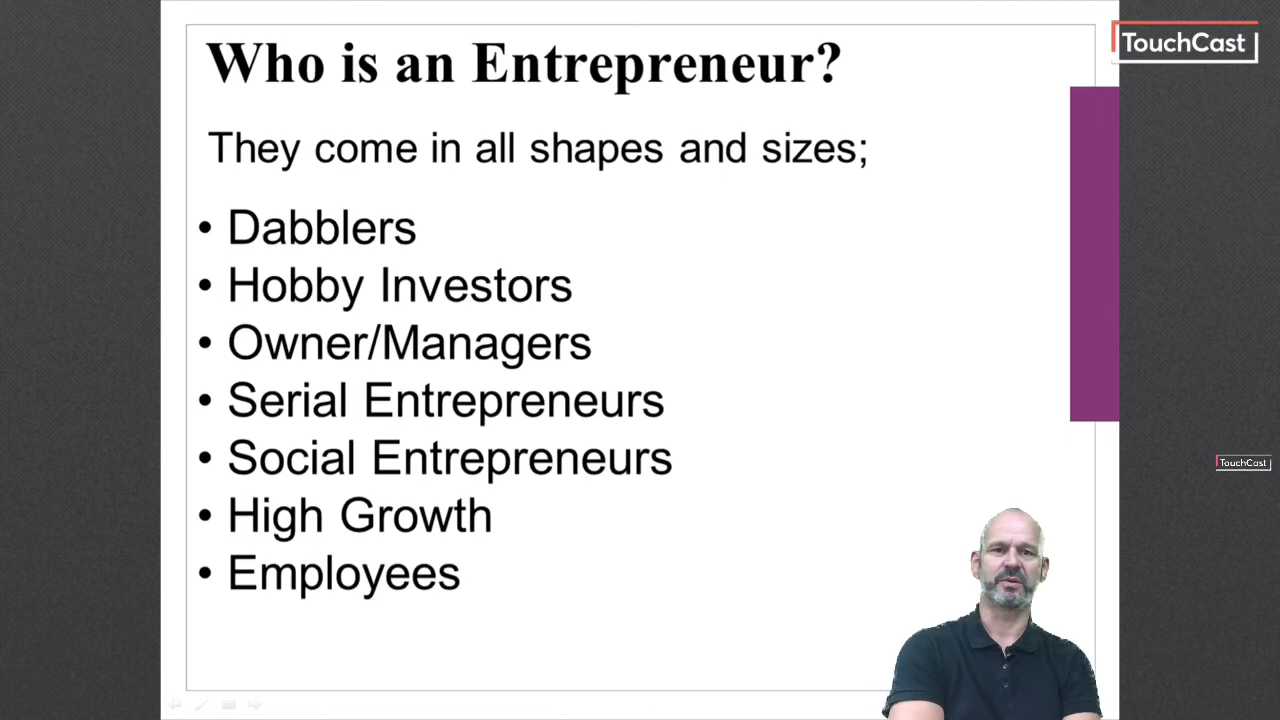 Who is an Entrepreneur?
TouchCast
They come in all shapes and sizes;
• Dabblers
• Hobby Investors
• Owner/Managers
• Serial Entrepreneurs
• Social Entrepreneurs
TouchCast
• High Growth
• Employees